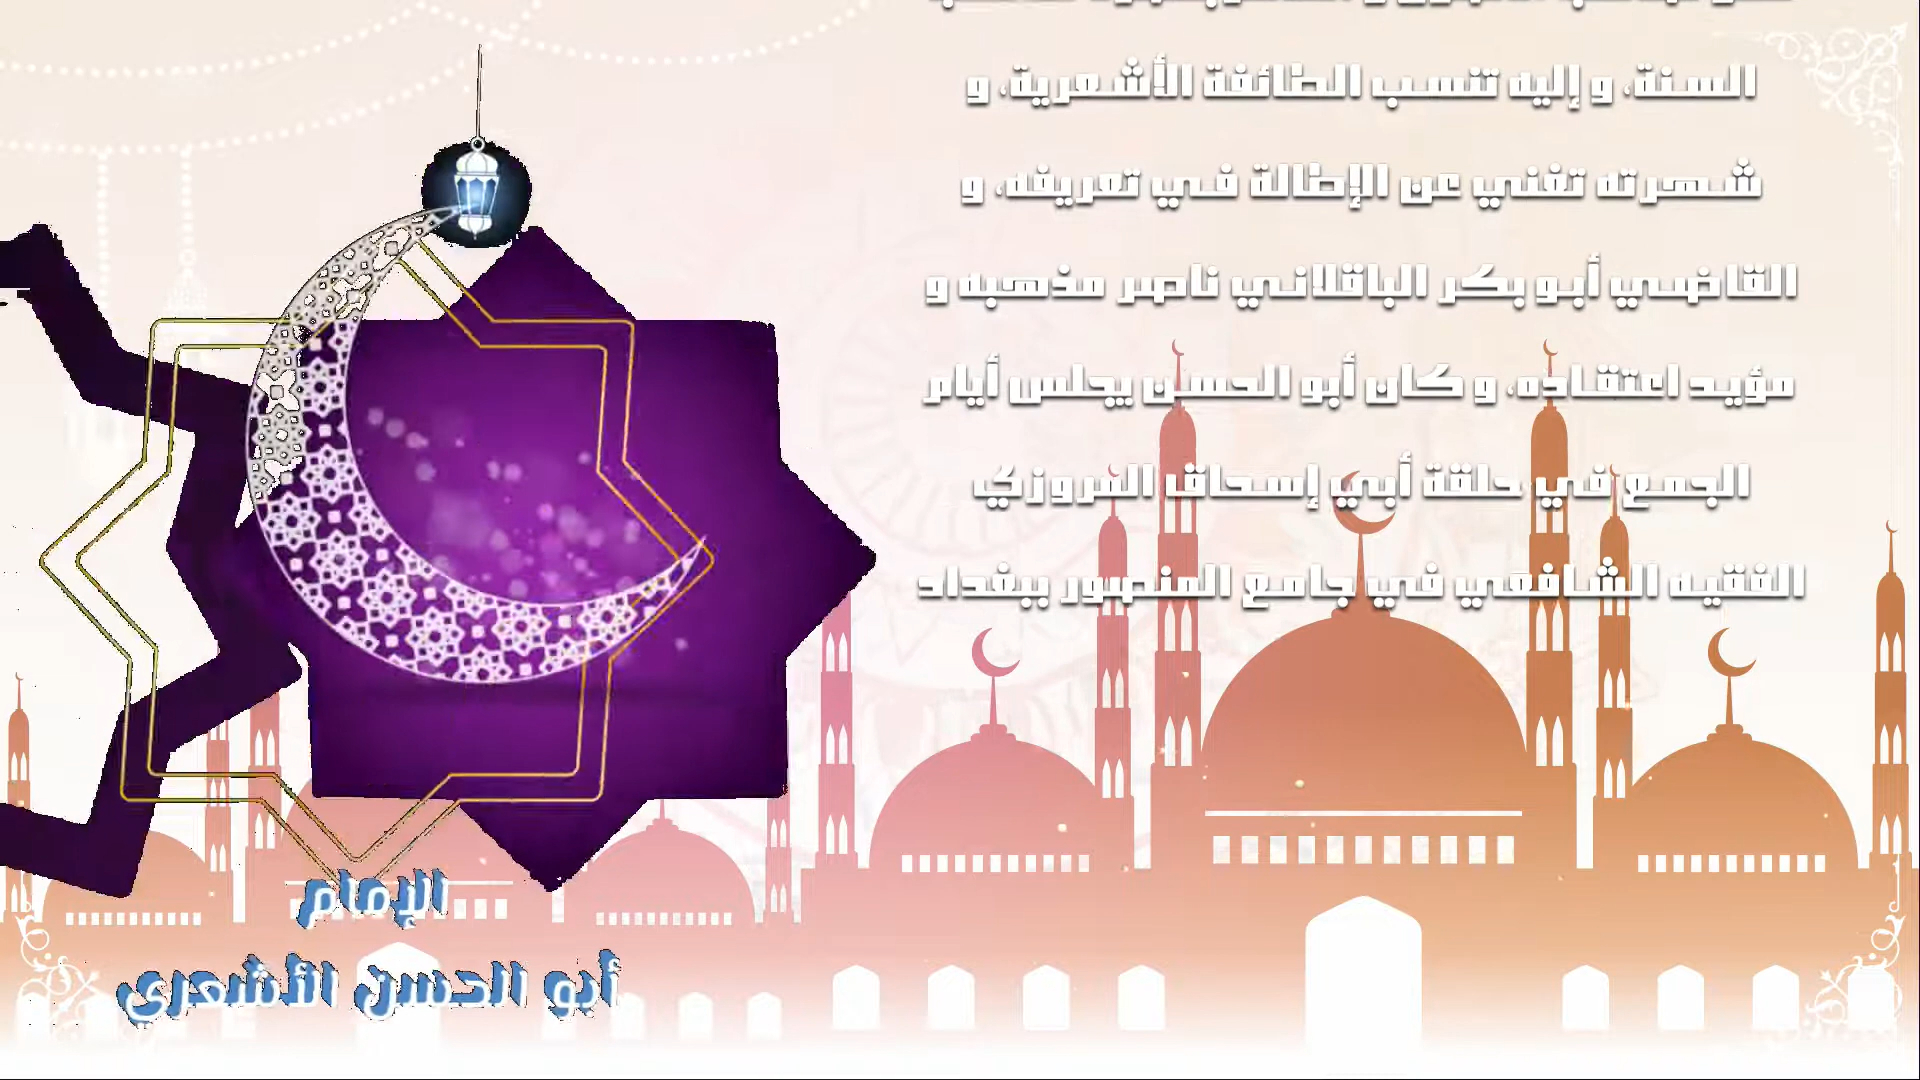 السنة، و إليه تنسب الطائفة الأشعرية، و
شهرته تغني عن الإطالة في تعريفه، و
القاضي أبو بكر الباقلاني ناصر مذهبه و
مؤيد اعتقاده، و كان أبو الحسن يجلس أيام
الجمع في حلقة أبي إسحاق المروزي
الفقيه الشافعي في جامع المنصور ببغداد
الإمام
أبو الحسن الأشعري